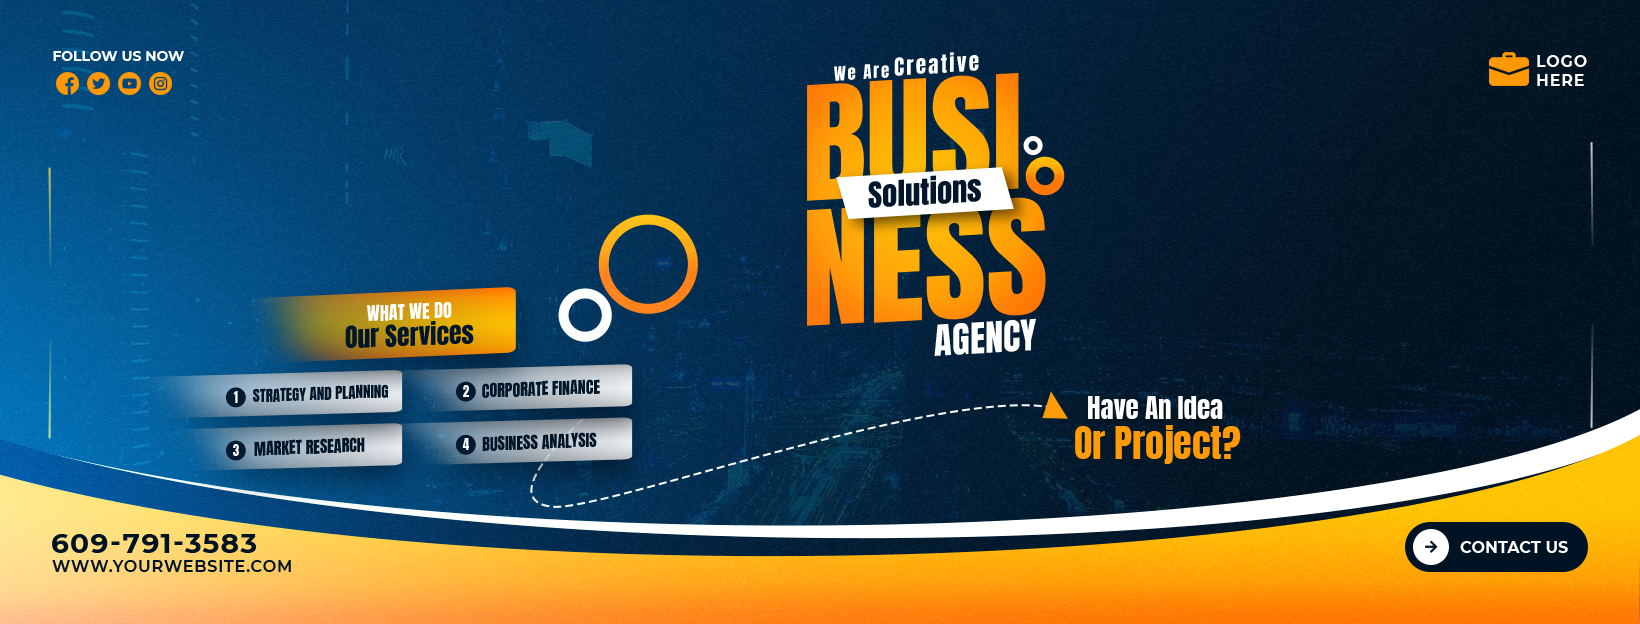 FOLLOW US NOW
LOGO
HERE
We Are Creative
BUSI
Solutions
NESS
AGENCY
WHAT WE DO
Our Services
1 STRATEGY AND PLANNING
2 CORPORATE FINANCE
3 MARKET RESEARCH
4 BUSINESS ANALYSIS
Have An Idea
Or Project?
609-791-3583
WWW.YOURWEBSITE.COM
CONTACT US